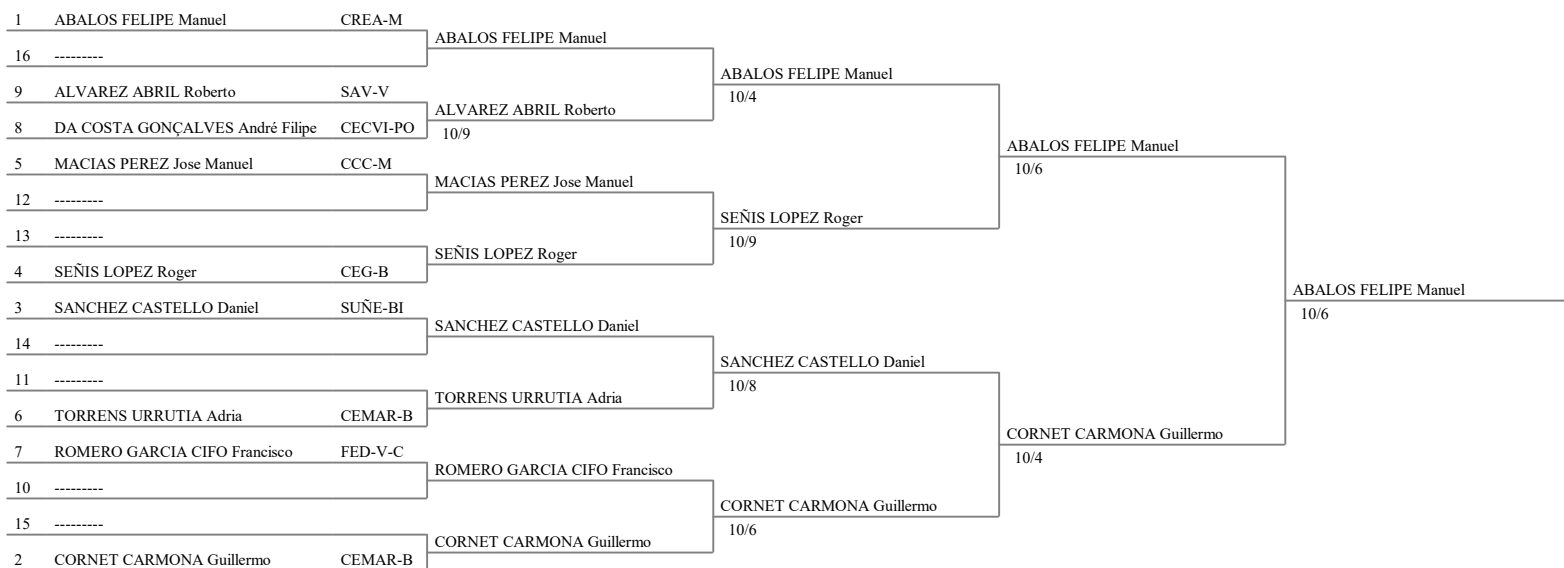 1 ABALOS FELIPE Manuel CREA-M
ABALOS FELIPE Manuel
16 ---------
ABALOS FELIPE Manuel
9 ALVAREZ ABRIL Roberto SAV-V
10/4
ALVAREZ ABRIL Roberto
8 DA COSTA GONÇALVES André Filipe CECVI-PO
10/9
ABALOS FELIPE Manuel
5 MACIAS PEREZ Jose Manuel CCC-M
10/6
MACIAS PEREZ Jose Manuel
12 ---------
SEÑIS LOPEZ Roger
13 ---------
10/9
SEÑIS LOPEZ Roger
4 SEÑIS LOPEZ Roger CEG-B
ABALOS FELIPE Manuel
3 SANCHEZ CASTELLO Daniel SUÑE-BI
10/6
SANCHEZ CASTELLO Daniel
14 ---------
SANCHEZ CASTELLO Daniel
11 ---------
10/8
TORRENS URRUTIA Adria
6 TORRENS URRUTIA Adria CEMAR-B
CORNET CARMONA Guillermo
7 ROMERO GARCIA CIFO Francisco FED-V-C
10/4
ROMERO GARCIA CIFO Francisco
10 ---------
CORNET CARMONA Guillermo
15 ---------
10/6
CORNET CARMONA Guillermo
2 CORNET CARMONA Guillermo CEMAR-B